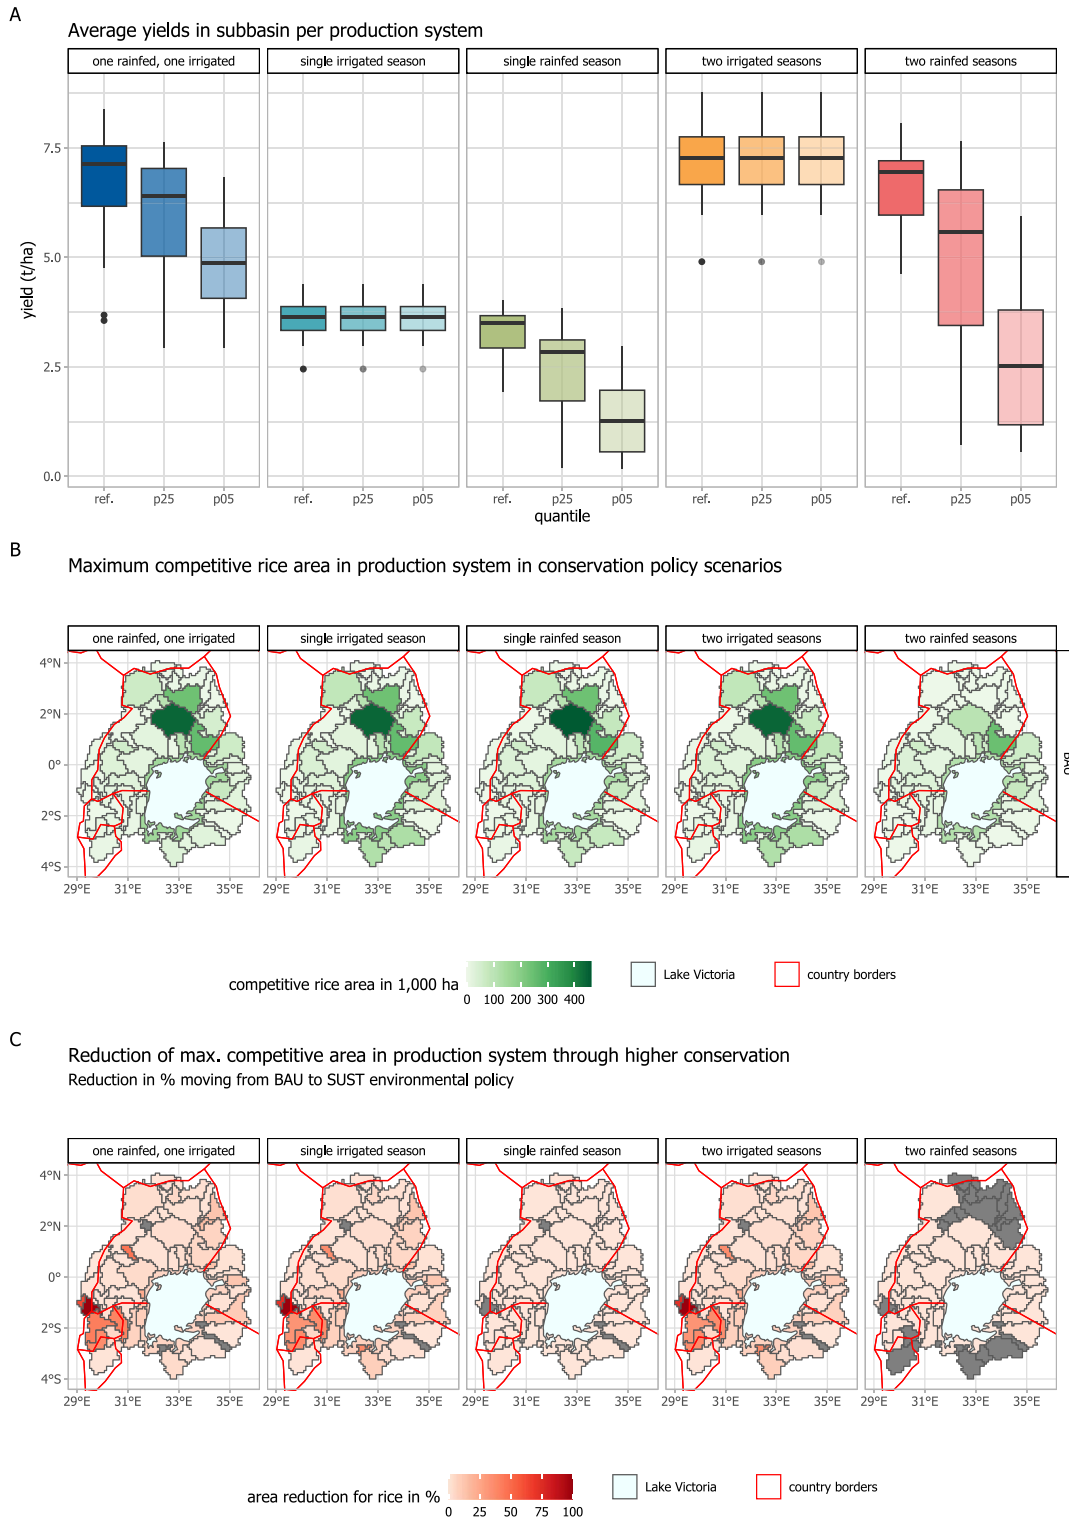 A
Average yields in subbasin per production system
one rainfed, one irrigated
single irrigated season
single rainfed season
two irrigated seasons
two rainfed seasons
yield (t/ha)
7.5
5.0
2.5
0.0
ref. p25 p05
ref. p25 p05
ref. p25 p05
ref. p25 p05
ref. p25 p05
quantile
B
Maximum competitive rice area in production system in conservation policy scenarios
one rainfed, one irrigated
single irrigated season
single rainfed season
two irrigated seasons
two rainfed seasons
BAU
4°N
2°N
0°
2°S
4°S
29°E 31°E 33°E 35°E
29°E 31°E 33°E 35°E
29°E 31°E 33°E 35°E
29°E 31°E 33°E 35°E
29°E 31°E 33°E 35°E
competitive rice area in 1,000 ha
0 100 200 300 400
Lake Victoria
country borders
C
Reduction of max. competitive area in production system through higher conservation
Reduction in % moving from BAU to SUST environmental policy
one rainfed, one irrigated
single irrigated season
single rainfed season
two irrigated seasons
two rainfed seasons
4°N
2°N
0°
2°S
4°S
29°E 31°E 33°E 35°E
29°E 31°E 33°E 35°E
29°E 31°E 33°E 35°E
29°E 31°E 33°E 35°E
29°E 31°E 33°E 35°E
area reduction for rice in %
0 25 50 75 100
Lake Victoria
country borders